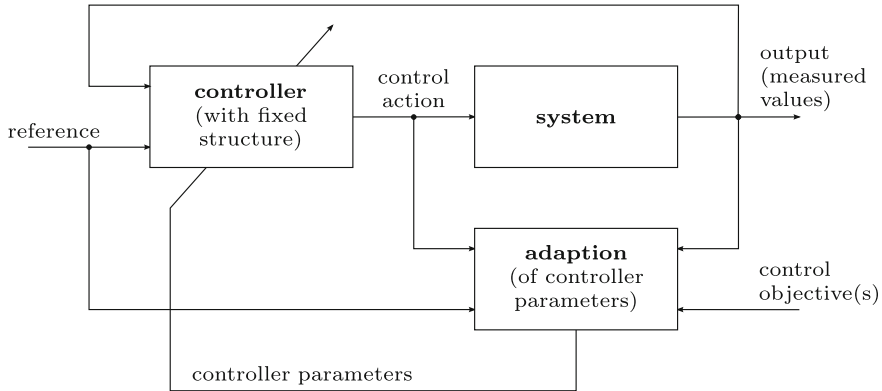 output
(measured
values)
control
action
controller
(with fixed
structure)
system
reference
adaption
(of controller
parameters)
control
objective(s)
controller parameters